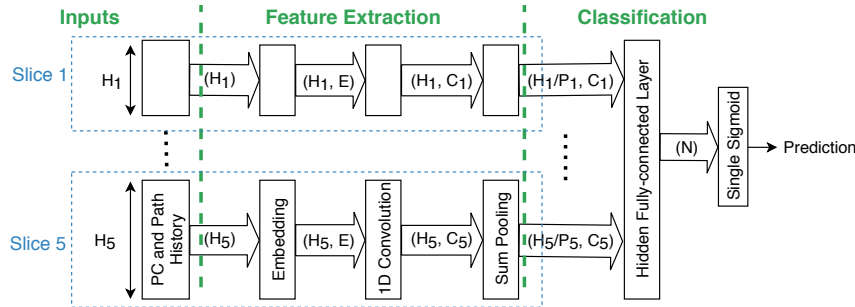 Inputs
Feature Extraction
Classification
Slice 1
H1
(H1)
(H1, E)
(H1, C1)
(H1/P1, C1)
Slice 5
H5
PC and Path
History
(H5)
Embedding
(H5, E)
1D Convolution
(H5, C5)
Sum Pooling
(H5/P5, C5)
Hidden Fully-connected Layer
(N)
Single Sigmoid
Prediction